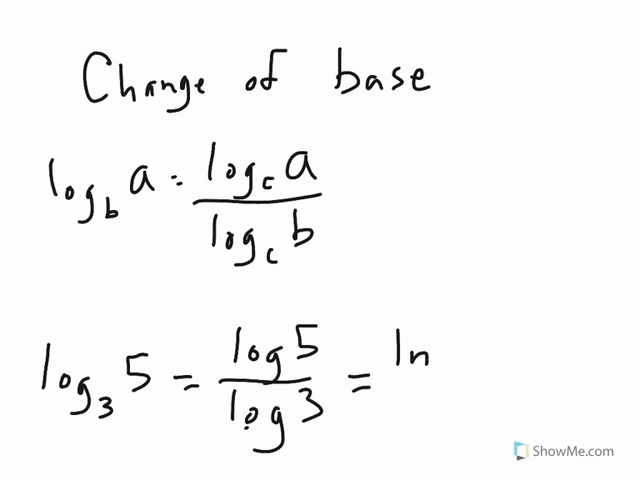 Change of base
log_b a = log_c a / log_c b
log_3 5 = log 5 / log 3 = ln
ShowMe.com